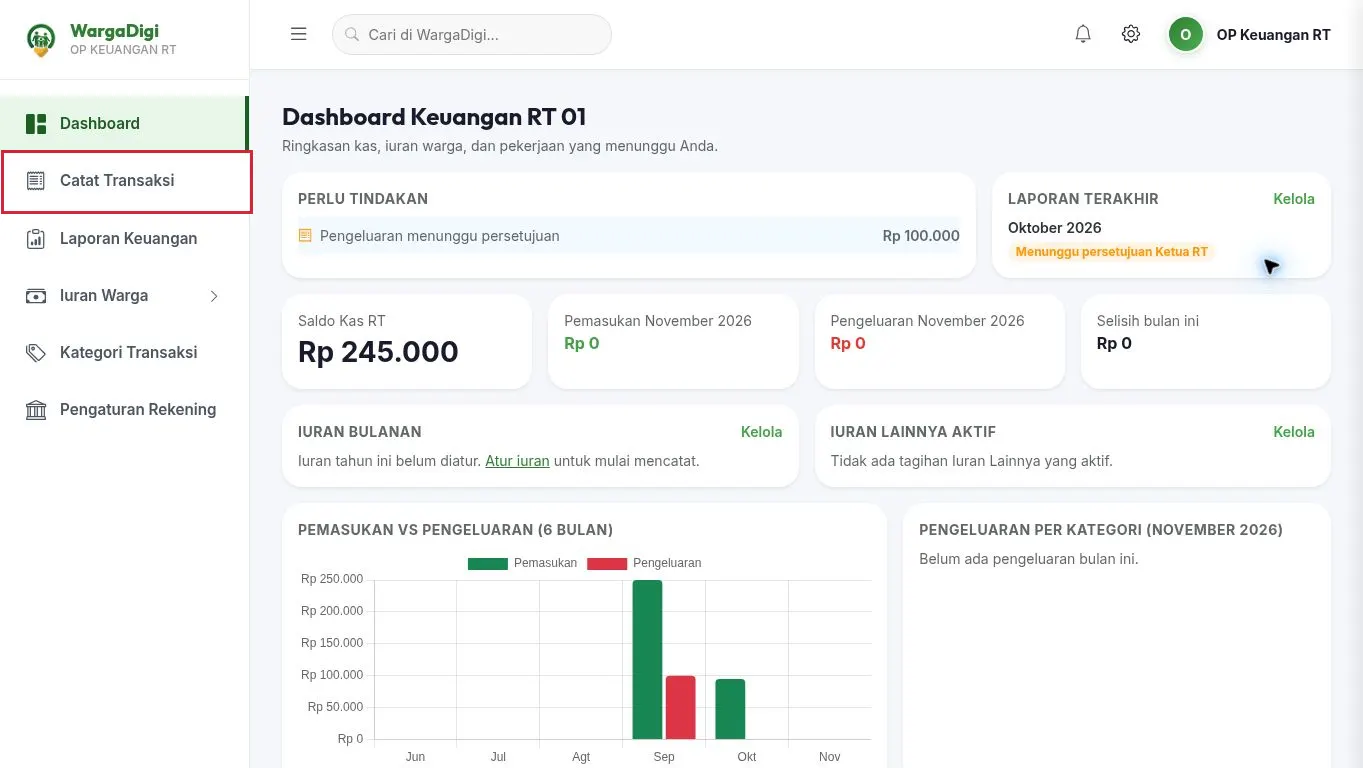 WargaDigi
OP KEUANGAN RT
Cari di WargaDigi...
O
OP Keuangan RT
Dashboard
Catat Transaksi
Laporan Keuangan
Iuran Warga
Kategori Transaksi
Pengaturan Rekening
Dashboard Keuangan RT 01
Ringkasan kas, iuran warga, dan pekerjaan yang menunggu Anda.
PERLU TINDAKAN
Pengeluaran menunggu persetujuan Rp 100.000
LAPORAN TERAKHIR Kelola
Oktober 2026
Menunggu persetujuan Ketua RT
Saldo Kas RT
Rp 245.000
Pemasukan November 2026
Rp 0
Pengeluaran November 2026
Rp 0
Selisih bulan ini
Rp 0
IURAN BULANAN Kelola
Iuran tahun ini belum diatur. Atur iuran untuk mulai mencatat.
IURAN LAINNYA AKTIF Kelola
Tidak ada tagihan Iuran Lainnya yang aktif.
PEMASUKAN VS PENGELUARAN (6 BULAN)
Pemasukan Pengeluaran
Rp 250.000
Rp 200.000
Rp 150.000
Rp 100.000
Rp 50.000
Rp 0
Jun Jul Agt Sep Okt Nov
PENGELUARAN PER KATEGORI (NOVEMBER 2026)
Belum ada pengeluaran bulan ini.